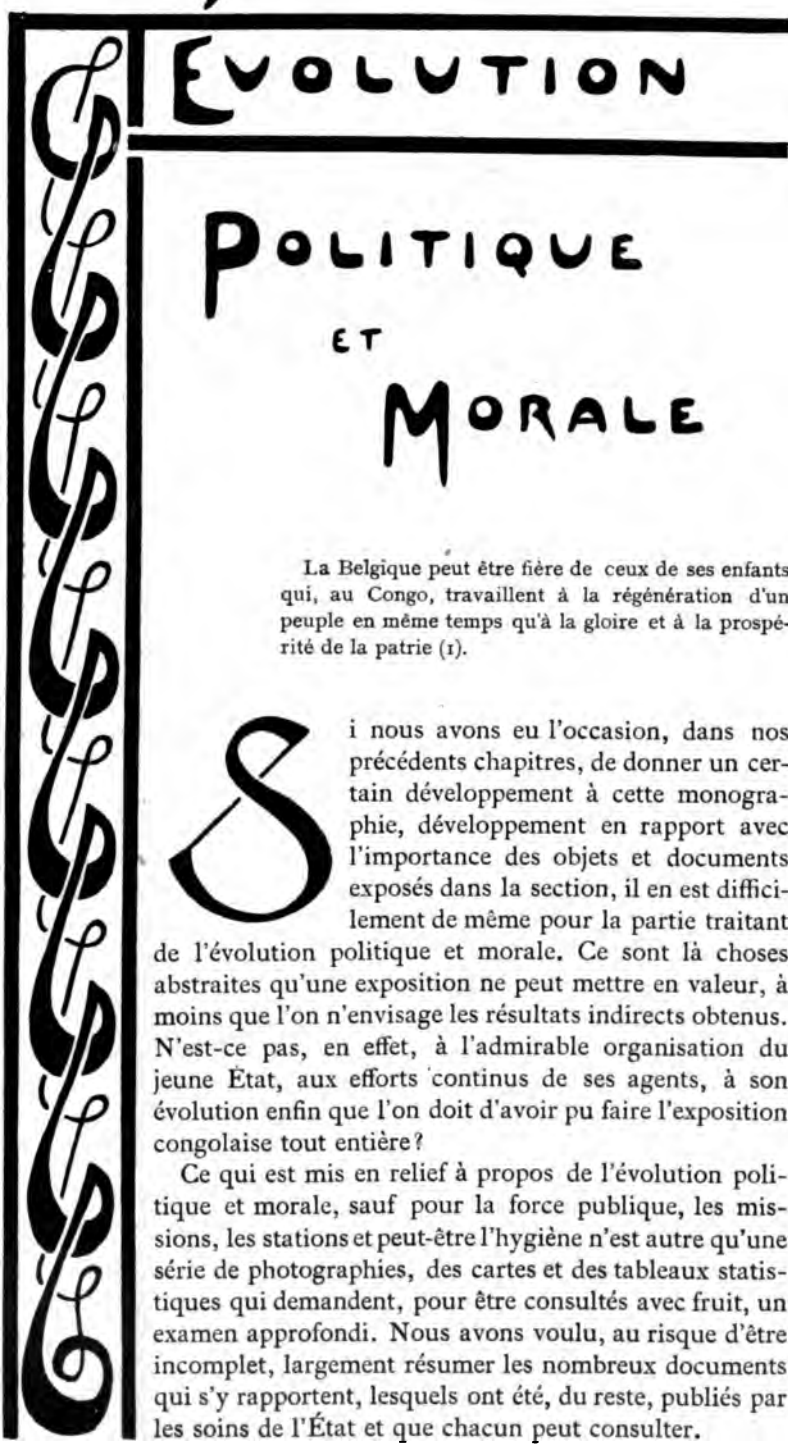 EVOLUTION
POLITIQUE
ET
MORALE
La Belgique peut être fière de ceux de ses enfants
qui, au Congo, travaillent à la régénération d'un
peuple en même temps qu'à la gloire et à la prospé-
rité de la patrie (1).
Si nous avons eu l'occasion, dans nos
précédents chapitres, de donner un cer-
tain développement à cette monogra-
phie, développement en rapport avec
l'importance des objets et documents
exposés dans la section, il en est diffici-
lement de même pour la partie traitant
de l'évolution politique et morale. Ce sont là choses
abstraites qu'une exposition ne peut mettre en valeur, à
moins que l'on n'envisage les résultats indirects obtenus.
N'est-ce pas, en effet, à l'admirable organisation du
jeune État, aux efforts continus de ses agents, à son
évolution enfin que l'on doit d'avoir pu faire l'exposition
congolaise tout entière?
Ce qui est mis en relief à propos de l'évolution poli-
tique et morale, sauf pour la force publique, les mis-
sions, les stations et peut-être l'hygiène n'est autre qu'une
série de photographies, des cartes et des tableaux statis-
tiques qui demandent, pour être consultés avec fruit, un
examen approfondi. Nous avons voulu, au risque d'être
incomplet, largement résumer les nombreux documents
qui s'y rapportent, lesquels ont été, du reste, publiés par
les soins de l'État et que chacun peut consulter.